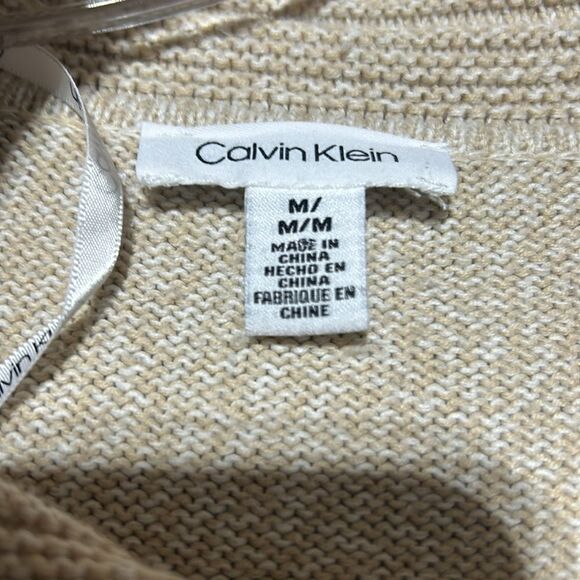 Calvin Klein
M/
M/M
MADE IN
CHINA
HECHO EN
CHINA
FABRIQUE EN
CHINE